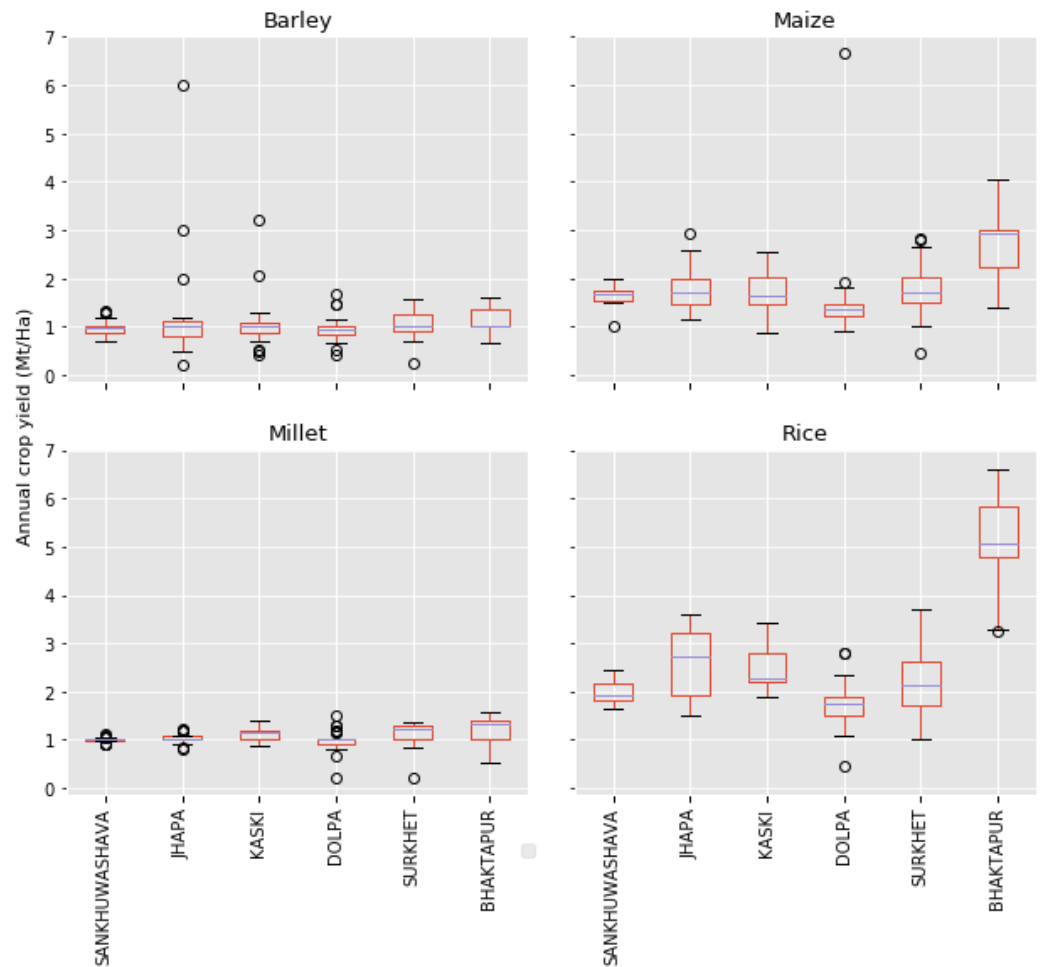 Barley
Maize
7
6
5
4
3
2
1
0
Annual crop yield (Mt/Ha)
Millet
Rice
7
6
5
4
3
2
1
0
SANKHUWASHAVA
JHAPA
KASKI
DOLPA
SURKHET
BHAKTAPUR
SANKHUWASHAVA
JHAPA
KASKI
DOLPA
SURKHET
BHAKTAPUR